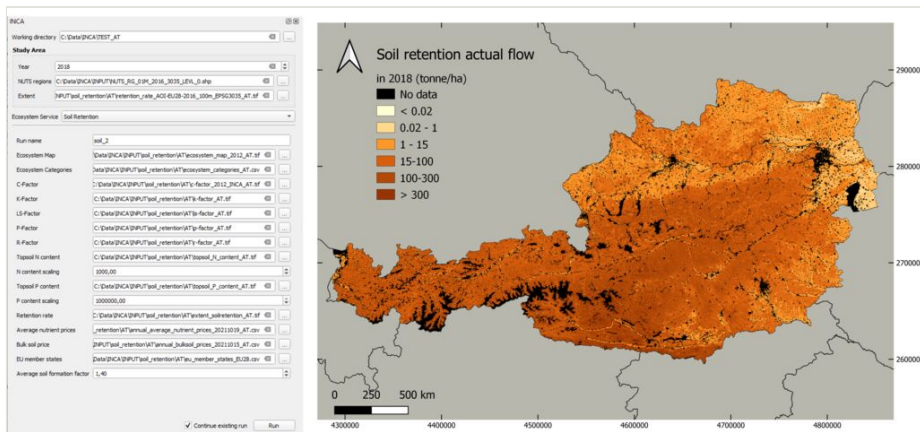 INCA
Working directory C:\Data\INCA\TEST_AT
Study Area
Year 2018
NUTS regions C:\Data\INCA\INPUT\NUTS_RG_01M_2016_3035_LEVL_0.shp
Extent NPUT\soil_retention\AT\retention_rate_AOI-EU28-2016_100m_EPSG3035_AT.tif
Ecosystem Service Soil Retention
Run name soil_2
Ecosystem Map \Data\INCA\INPUT\soil_retention\AT\ecosystem_map_2012_AT.tif
Ecosystem Categories \Data\INCA\INPUT\soil_retention\AT\ecosystem_categories_AT.csv
C-Factor C:\Data\INCA\INPUT\soil_retention\AT\c-factor_2012_INCA_AT.tif
K-Factor C:\Data\INCA\INPUT\soil_retention\AT\k-factor_AT.tif
LS-Factor C:\Data\INCA\INPUT\soil_retention\AT\ls-factor_AT.tif
P-Factor C:\Data\INCA\INPUT\soil_retention\AT\p-factor_AT.tif
R-Factor C:\Data\INCA\INPUT\soil_retention\AT\r-factor_AT.tif
Topsoil N content C:\Data\INCA\INPUT\soil_retention\AT\topsoil_N_content_AT.tif
N content scaling 1000,00
Topsoil P content C:\Data\INCA\INPUT\soil_retention\AT\topsoil_P_content_AT.tif
P content scaling 1000000,00
Retention rate C:\Data\INCA\INPUT\soil_retention\AT\extent_soilretention_AT.tif
Average nutrient prices _retention\AT\annual_average_nutrient_prices_20211019_AT.csv
Bulk soil price INPUT\soil_retention\AT\annual_bulksoil_prices_20211015_AT.csv
EU member states Data\INCA\INPUT\soil_retention\AT\eu_member_states_EU28.csv
Average soil formation factor 1,40
Continue existing run Run
Soil retention actual flow
in 2018 (tonne/ha)
No data
< 0.02
0.02 - 1
1 - 15
15-100
100-300
> 300
0 250 500 km
2900000
2800000
2700000
2600000
4300000 4400000 4500000 4600000 4700000 4800000